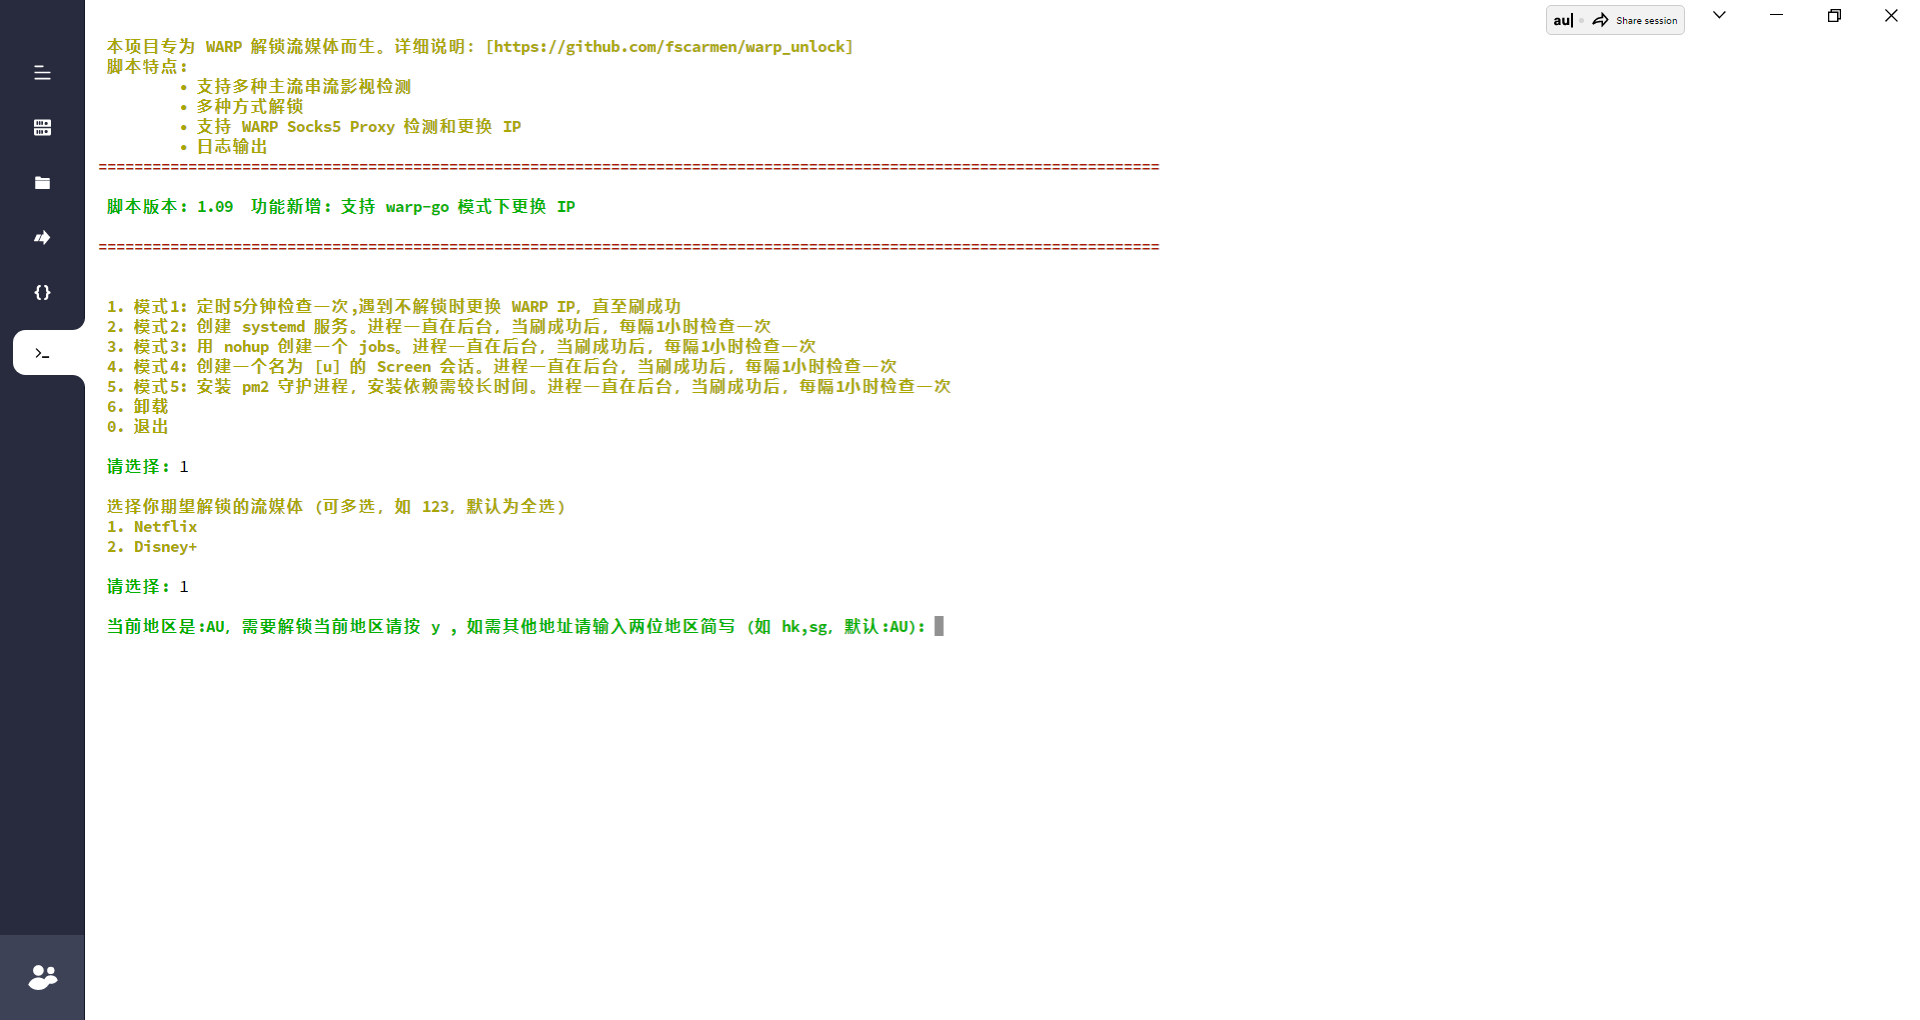 au
Share session
本项目专为 WARP 解锁流媒体而生。详细说明：[https://github.com/fscarmen/warp_unlock]
脚本特点：
• 支持多种主流串流影视检测
• 多种方式解锁
• 支持 WARP Socks5 Proxy 检测和更换 IP
• 日志输出
======================================================================================================================
脚本版本：1.09  功能新增：支持 warp-go 模式下更换 IP
======================================================================================================================
1. 模式1：定时5分钟检查一次,遇到不解锁时更换 WARP IP，直至刷成功
2. 模式2：创建 systemd 服务。进程一直在后台，当刷成功后，每隔1小时检查一次
3. 模式3：用 nohup 创建一个 jobs。进程一直在后台，当刷成功后，每隔1小时检查一次
4. 模式4：创建一个名为 [u] 的 Screen 会话。进程一直在后台，当刷成功后，每隔1小时检查一次
5. 模式5：安装 pm2 守护进程，安装依赖需较长时间。进程一直在后台，当刷成功后，每隔1小时检查一次
6. 卸载
0. 退出
请选择：1
选择你期望解锁的流媒体 (可多选，如 123，默认为全选)
1. Netflix
2. Disney+
请选择：1
当前地区是:AU，需要解锁当前地区请按 y , 如需其他地址请输入两位地区简写 (如 hk,sg，默认:AU)：